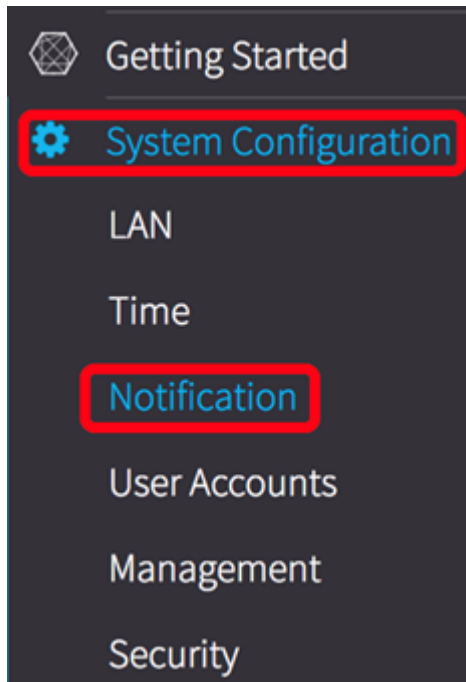 Getting Started
System Configuration
LAN
Time
Notification
User Accounts
Management
Security